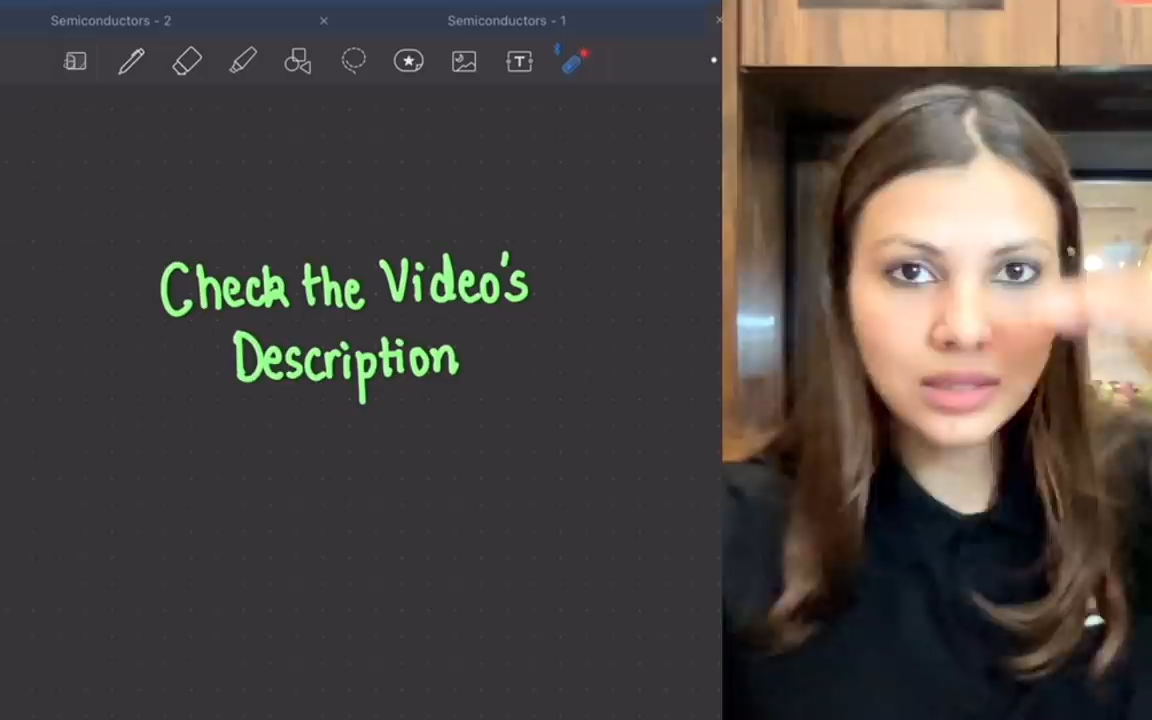 Semiconductors - 2
Semiconductors - 1
T
Check the Video's
Description